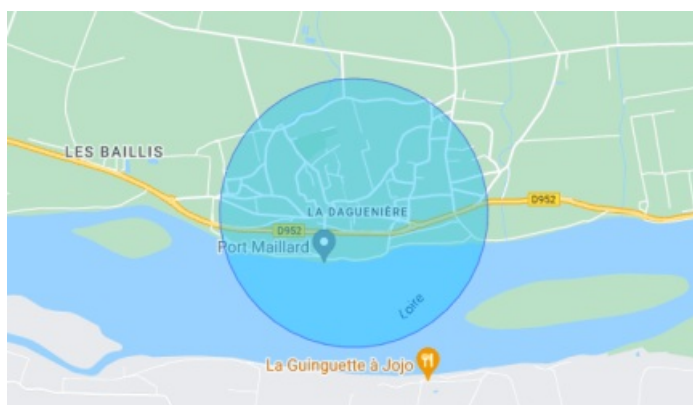 LES BAILLIS
D952
LA DAGUENIÈRE
D952
Port Maillard
Loire
La Guinguette à Jojo